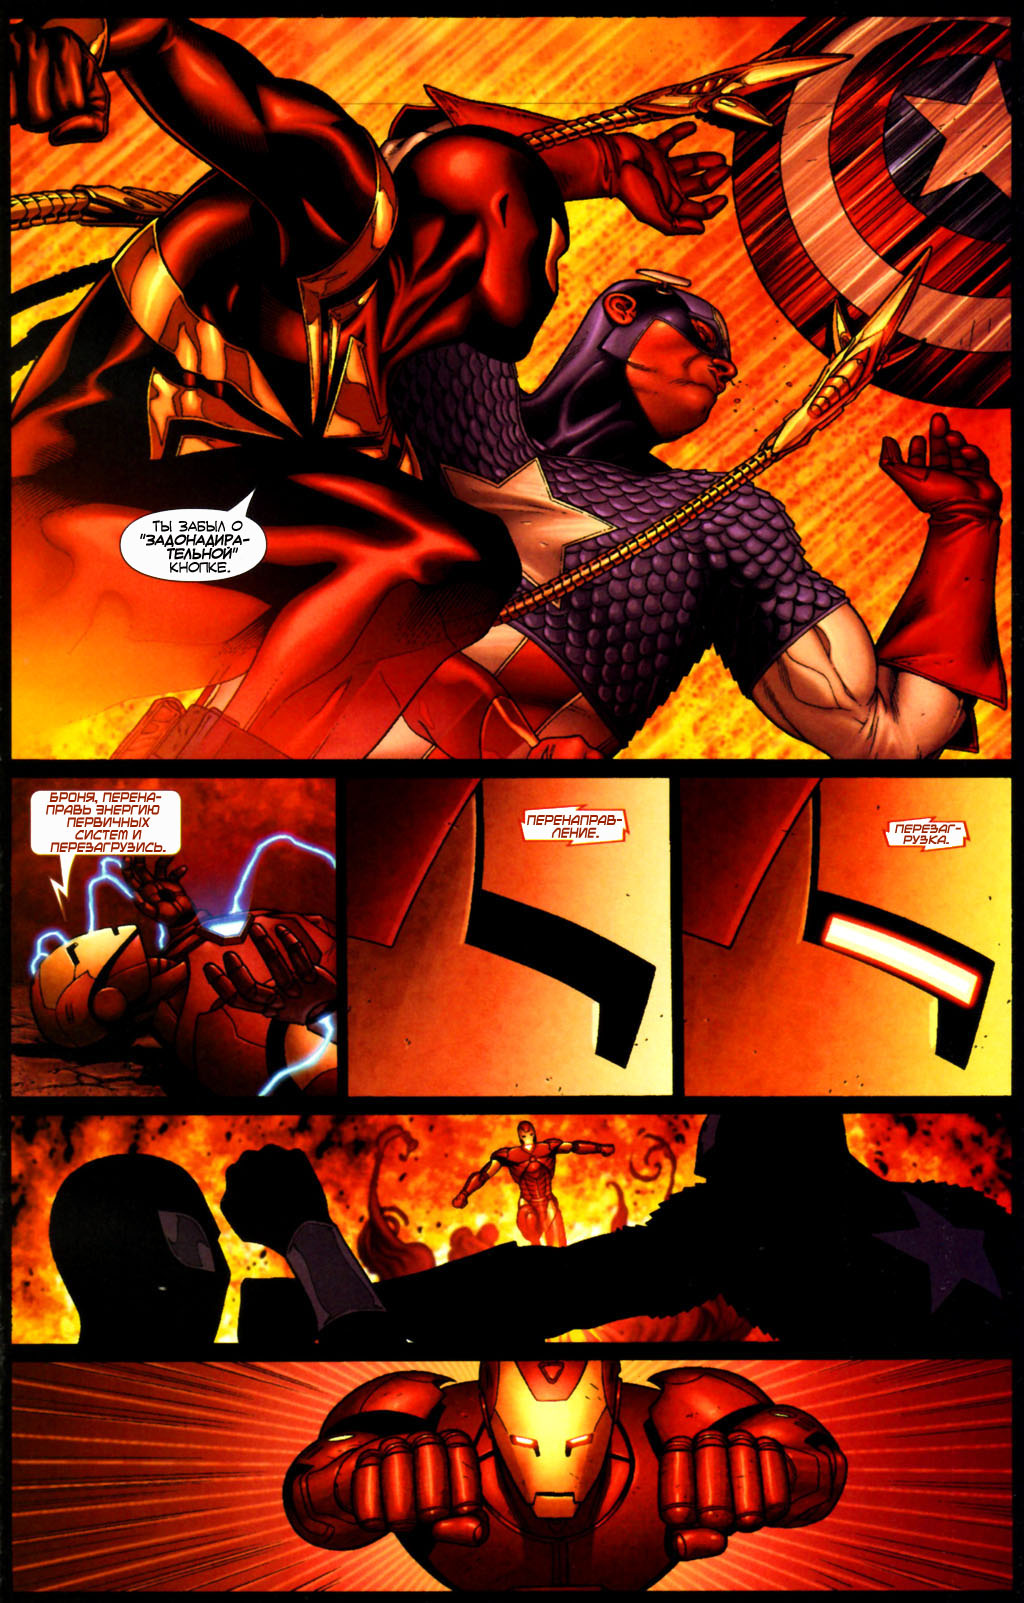 ТЫ ЗАБЫЛ О
"ЗАДОНАДИРА-
ТЕЛЬНОЙ"
КНОПКЕ.
БРОНЯ, ПЕРЕНА-
ПРАВЬ ЭНЕРГИЮ
ПЕРВИЧНЫХ
СИСТЕМ И
ПЕРЕЗАГРУЗИСЬ.
ПЕРЕНАПРАВ-
ЛЕНИЕ.
ПЕРЕЗАГ-
РУЗКА.